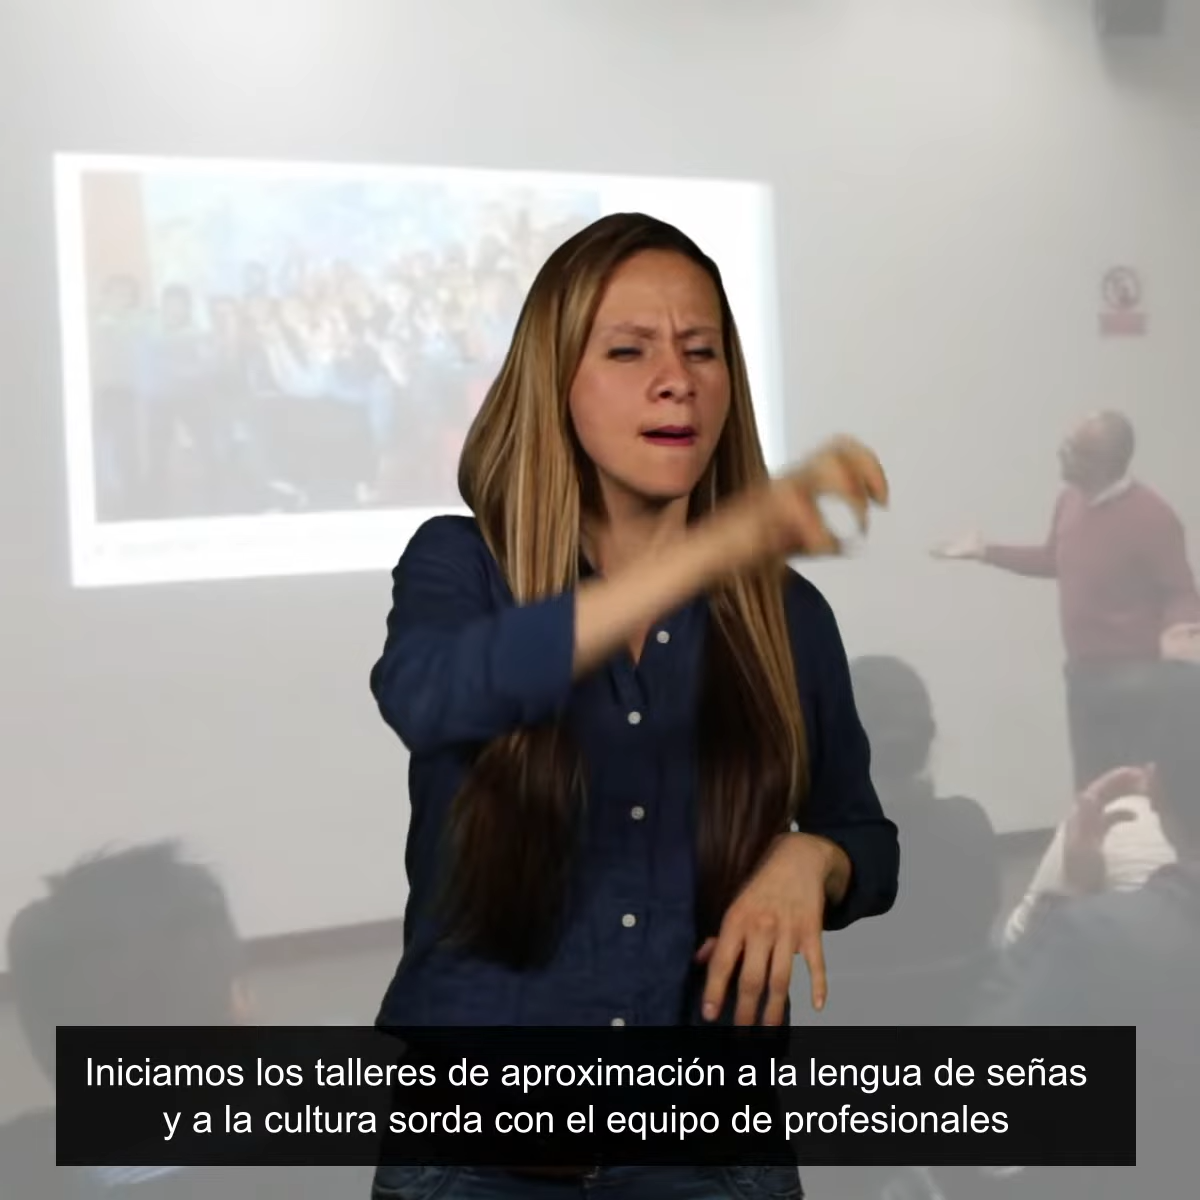 Iniciamos los talleres de aproximación a la lengua de señas
y a la cultura sorda con el equipo de profesionales